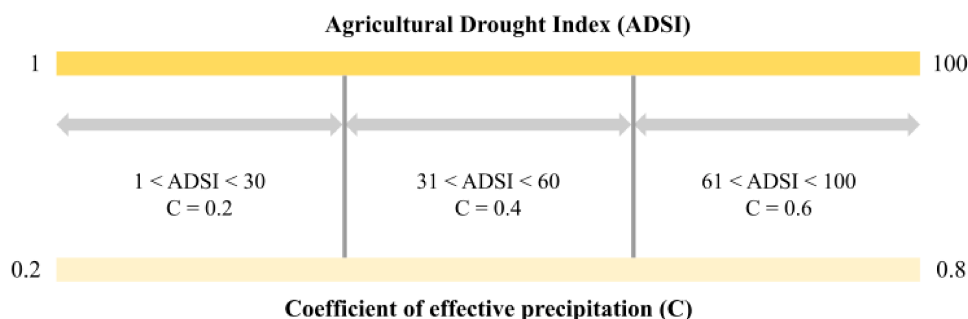 Agricultural Drought Index (ADSI)
1
100
1 < ADSI < 30
C = 0.2
31 < ADSI < 60
C = 0.4
61 < ADSI < 100
C = 0.6
0.2
0.8
Coefficient of effective precipitation (C)